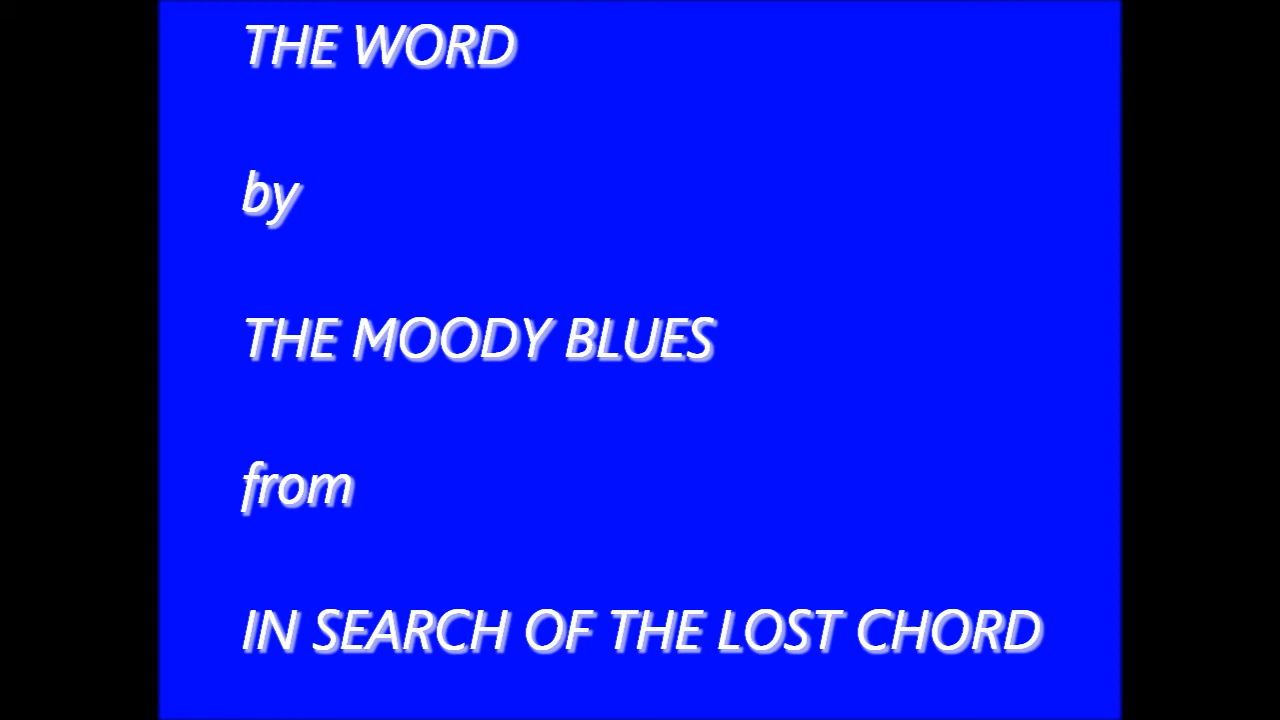 THE WORD
by
THE MOODY BLUES
from
IN SEARCH OF THE LOST CHORD